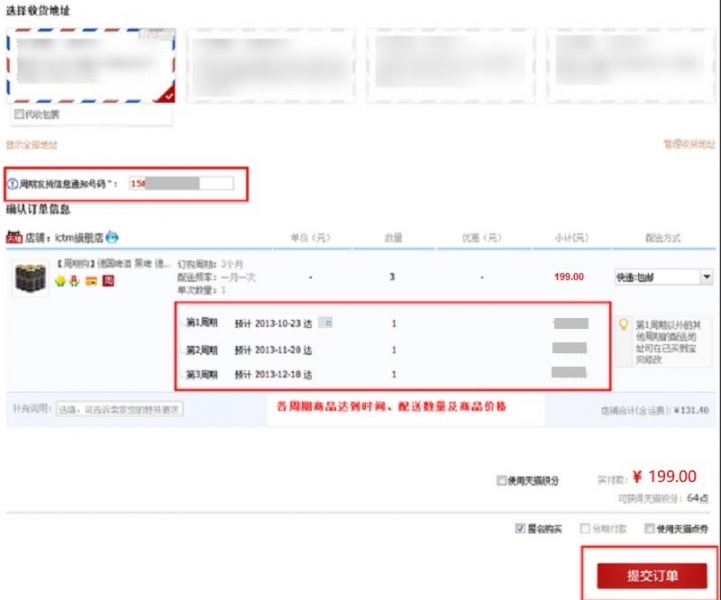 选择收货地址
代收包裹
显示全部地址
管理收货地址
周期发货信息通知号码*：
15
确认订单信息
天猫 店铺：ictm旗舰店
单价（元） 数量 优惠（元） 小计(元) 配送方式
【周期购】德国啤酒 黑啤 德...
订购周期：3个月
配送频率：一月一次
单次数量：1
- 3 - 199.00 快递:包邮
第1周期 预计 2013-10-23 达 1
第2周期 预计 2013-11-20 达 1
第3周期 预计 2013-12-18 达 1
第1周期以外的其
他周期的配送地
址可在已买到宝
贝修改
补充说明： 选填，可告诉卖家您的特殊要求
各周期商品达到时间、配送数量及商品价格
店铺合计(含运费)：¥131.40
使用天猫积分 实付款：¥ 199.00
可获得天猫积分：64点
匿名购买 分期付款 使用天猫点券
提交订单